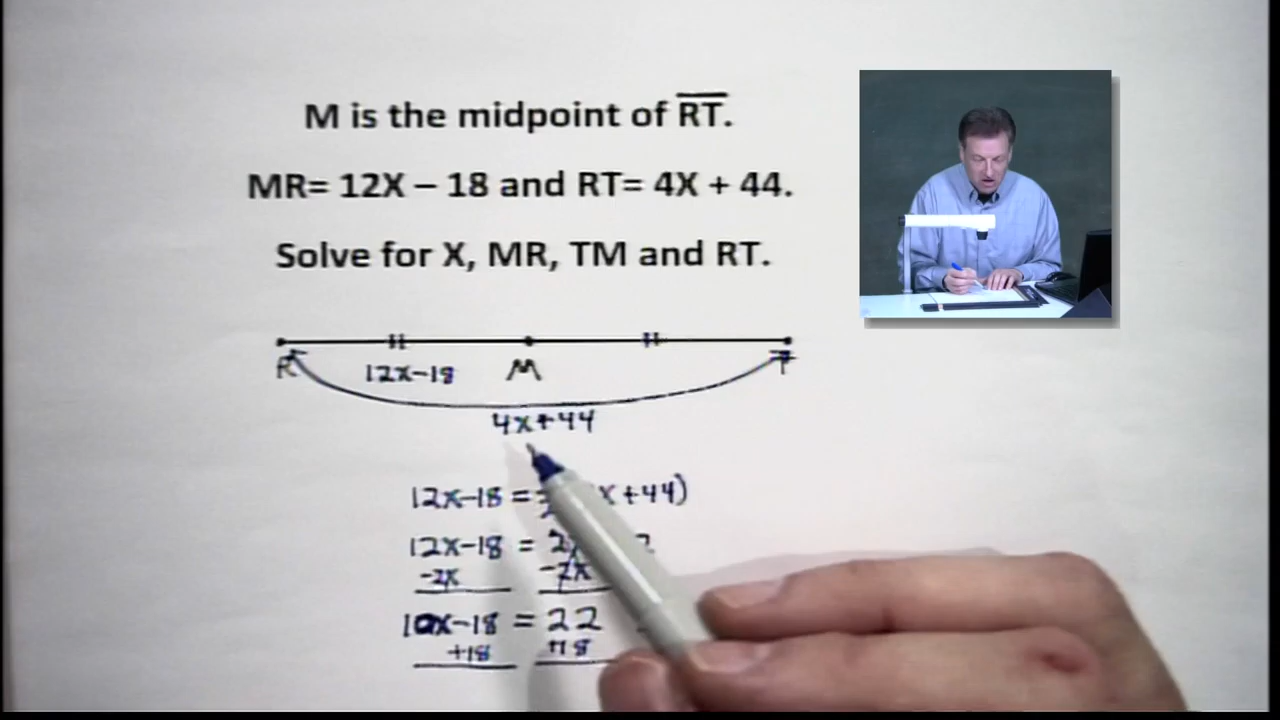 M is the midpoint of RT.
MR= 12X – 18 and RT= 4X + 44.
Solve for X, MR, TM and RT.
R 12x-18 M T
4x+44
12x-18 = x+44)
12x-18 = 2
-2x -2x
10x-18 = 22
+18 +18